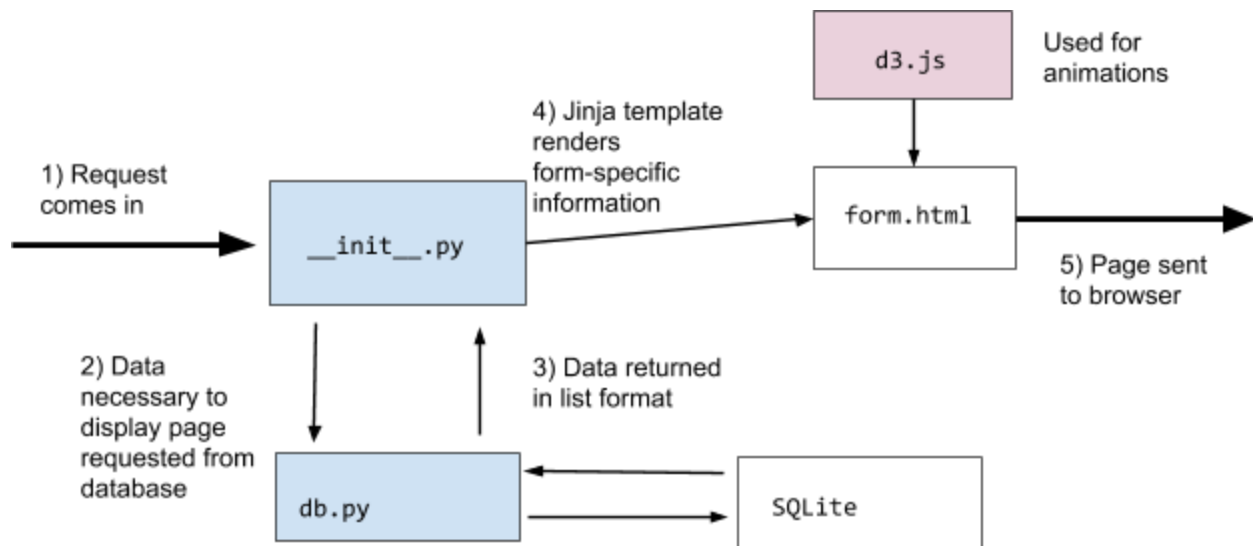 d3.js
Used for
animations
4) Jinja template
renders
form-specific
information
1) Request
comes in
__init__.py
form.html
5) Page sent
to browser
2) Data
necessary to
display page
requested from
database
3) Data returned
in list format
db.py
SQLite